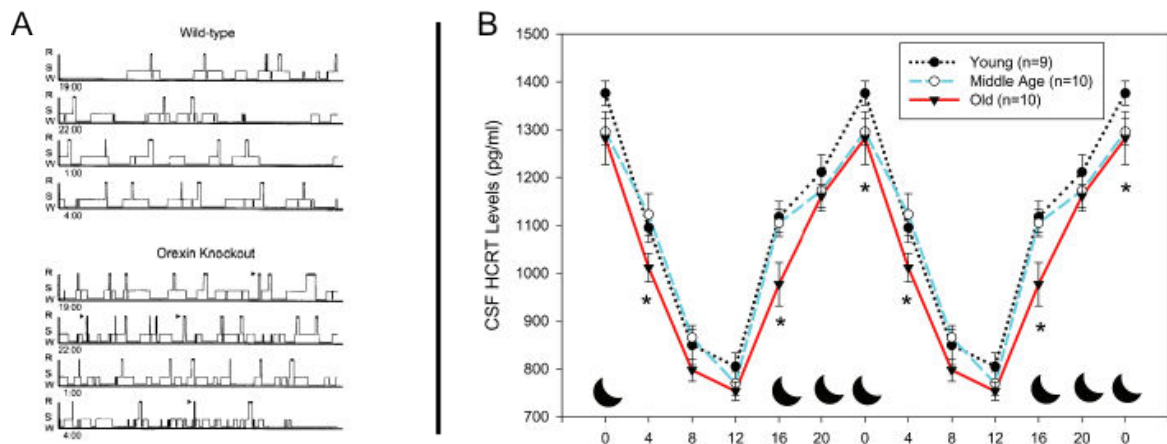 A
Wild-type
R
S
W
19:00
R
S
W
22:00
R
S
W
1:00
R
S
W
4:00
Orexin Knockout
R
S
W
19:00
R
S
W
22:00
R
S
W
1:00
R
S
W
4:00
B
CSF HCRT Levels (pg/ml)
1500
1400
1300
1200
1100
1000
900
800
700
Young (n=9)
Middle Age (n=10)
Old (n=10)
*
*
*
*
*
*
0 4 8 12 16 20 0 4 8 12 16 20 0